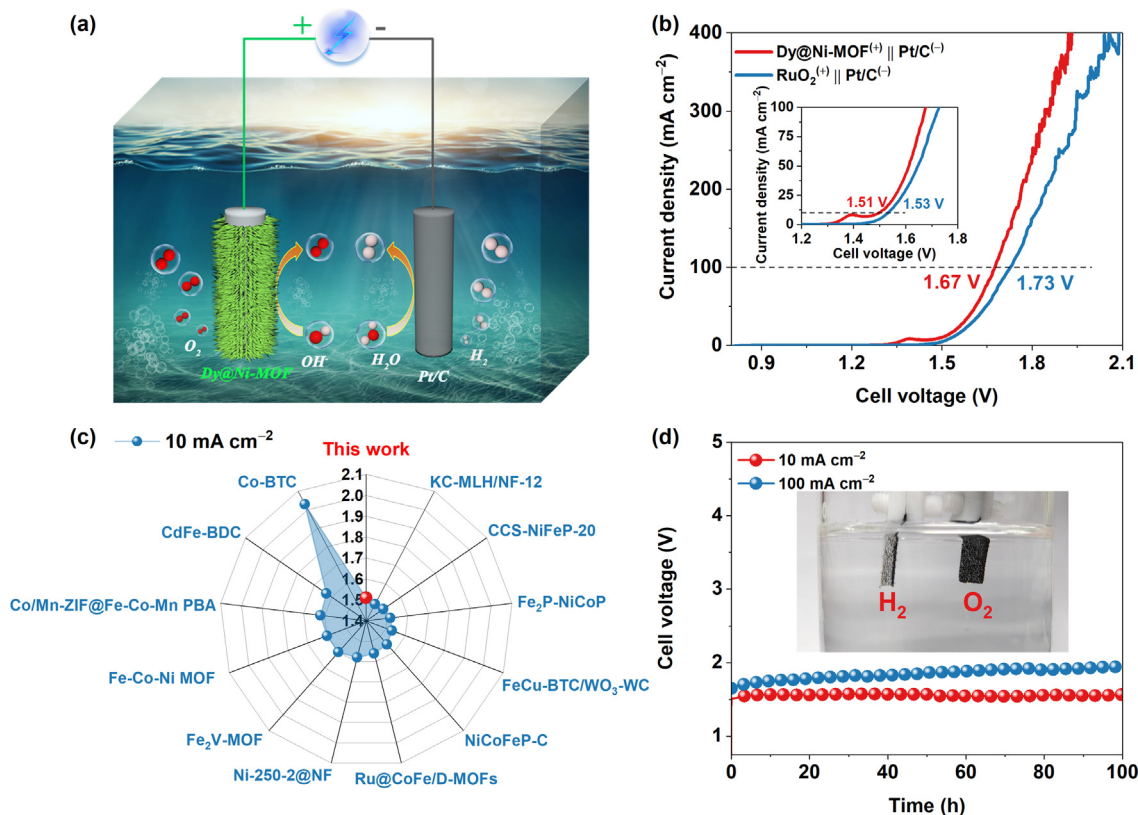 (a)
+
-
O₂
OH⁻
H₂O
H₂
Dy@Ni-MOF
Pt/C
(b)
Dy@Ni-MOF⁽⁺⁾ || Pt/C⁽⁻⁾
RuO₂⁽⁺⁾ || Pt/C⁽⁻⁾
Current density (mA cm⁻²)
400
300
200
100
0
Current density (mA cm⁻²)
100
75
50
25
0
1.51 V
1.53 V
1.2
1.4
1.6
1.8
Cell voltage (V)
1.67 V
1.73 V
0.9
1.2
1.5
1.8
2.1
Cell voltage (V)
(c)
10 mA cm⁻²
This work
2.1
2.0
1.9
1.8
1.7
1.6
1.5
1.4
KC-MLH/NF-12
CCS-NiFeP-20
Fe₂P-NiCoP
FeCu-BTC/WO₃-WC
NiCoFeP-C
Ru@CoFe/D-MOFs
Ni-250-2@NF
Fe₂V-MOF
Fe-Co-Ni MOF
Co/Mn-ZIF@Fe-Co-Mn PBA
CdFe-BDC
Co-BTC
(d)
10 mA cm⁻²
100 mA cm⁻²
Cell voltage (V)
5
4
3
2
1
H₂
O₂
0
20
40
60
80
100
Time (h)